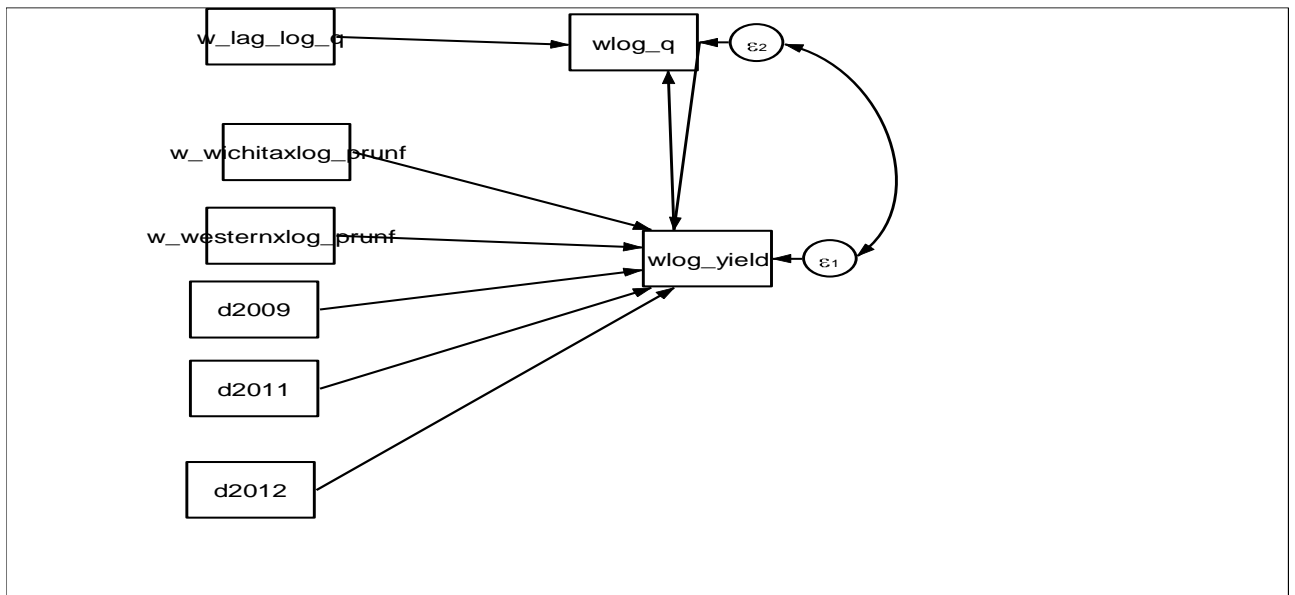 w_lag_log_q
wlog_q
ε2
w_wichitaxlog_prunf
w_westernxlog_prunf
wlog_yield
ε1
d2009
d2011
d2012